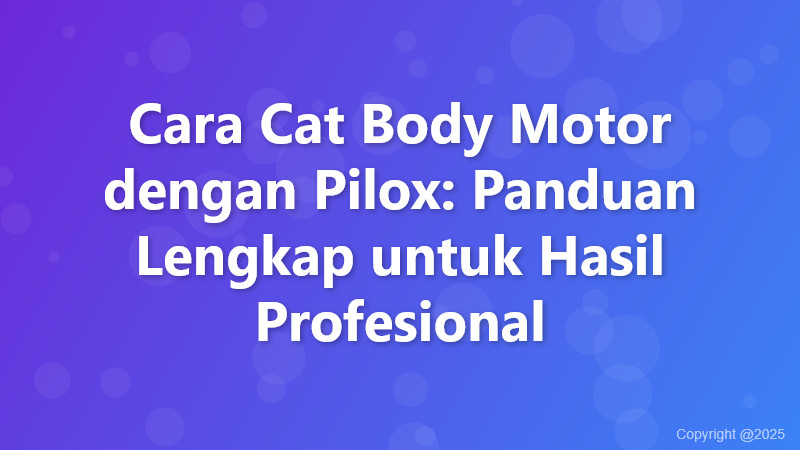 Cara Cat Body Motor
dengan Pilox: Panduan
Lengkap untuk Hasil
Profesional
Copyright @2025